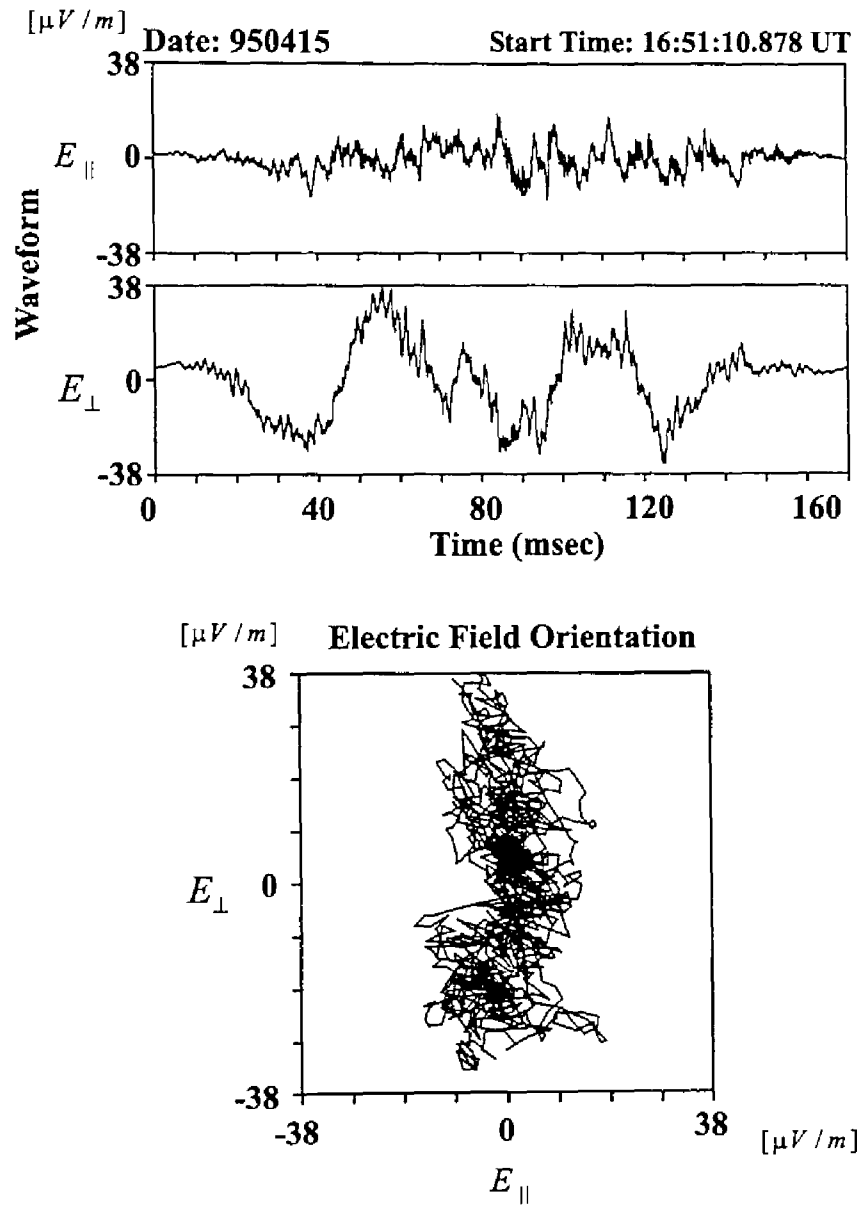 [μV/m]
Date: 950415 Start Time: 16:51:10.878 UT
38
E∥
0
-38
Waveform
38
E⊥
0
-38
0 40 80 120 160
Time (msec)
[μV/m] Electric Field Orientation
38
E⊥ 0
-38
-38 0 38
[μV/m]
E∥